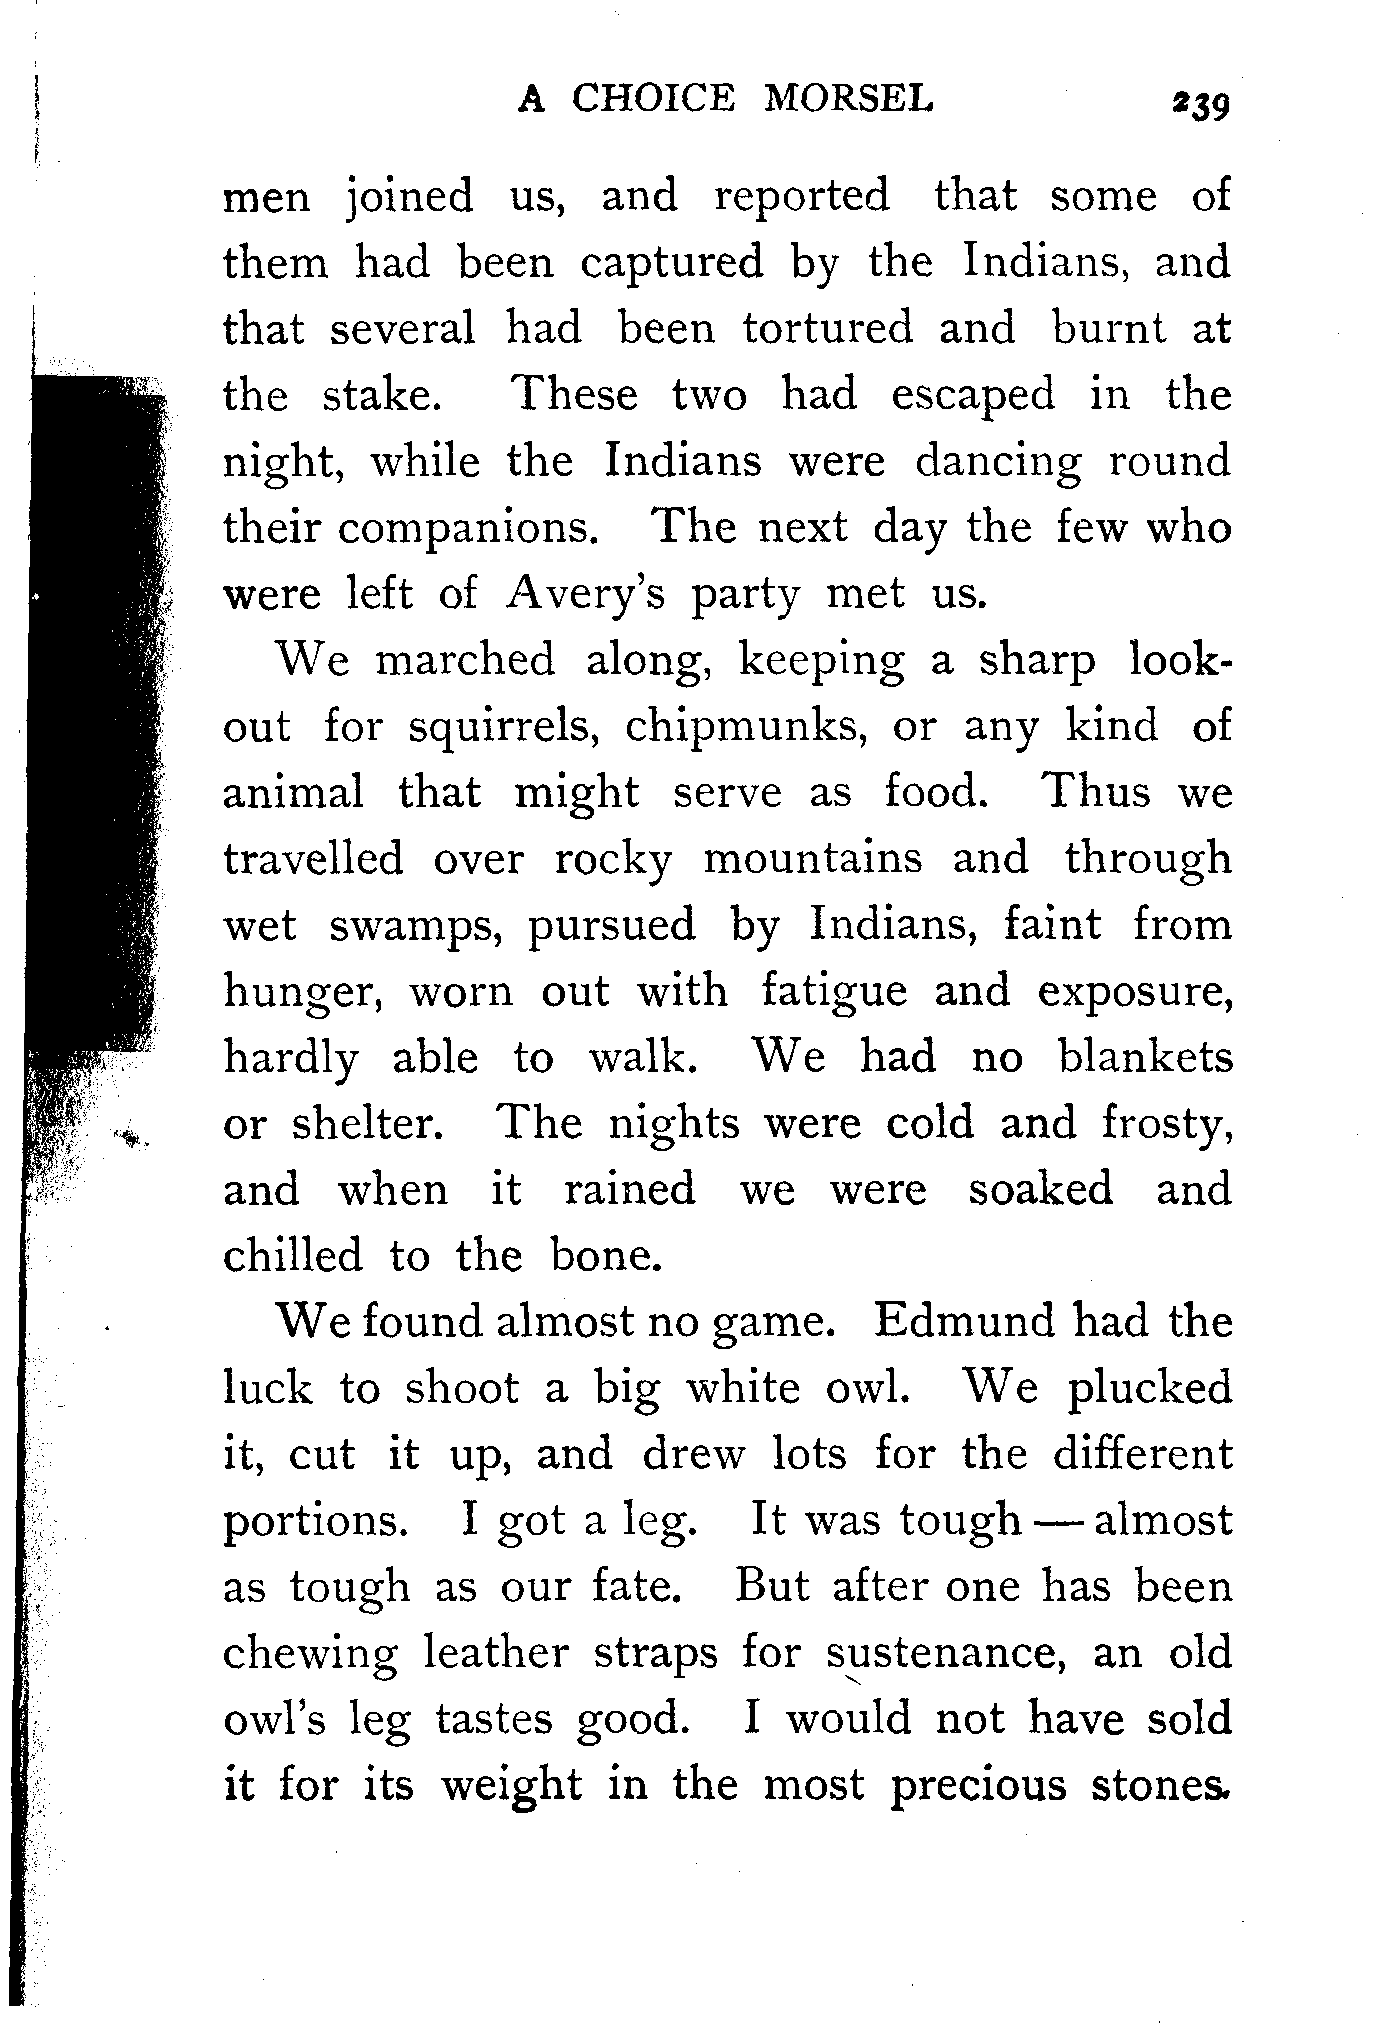 A CHOICE MORSEL 239
men joined us, and reported that some of
them had been captured by the Indians, and
that several had been tortured and burnt at
the stake. These two had escaped in the
night, while the Indians were dancing round
their companions. The next day the few who
were left of Avery's party met us.
We marched along, keeping a sharp look-
out for squirrels, chipmunks, or any kind of
animal that might serve as food. Thus we
travelled over rocky mountains and through
wet swamps, pursued by Indians, faint from
hunger, worn out with fatigue and exposure,
hardly able to walk. We had no blankets
or shelter. The nights were cold and frosty,
and when it rained we were soaked and
chilled to the bone.
We found almost no game. Edmund had the
luck to shoot a big white owl. We plucked
it, cut it up, and drew lots for the different
portions. I got a leg. It was tough — almost
as tough as our fate. But after one has been
chewing leather straps for sustenance, an old
owl's leg tastes good. I would not have sold
it for its weight in the most precious stones.